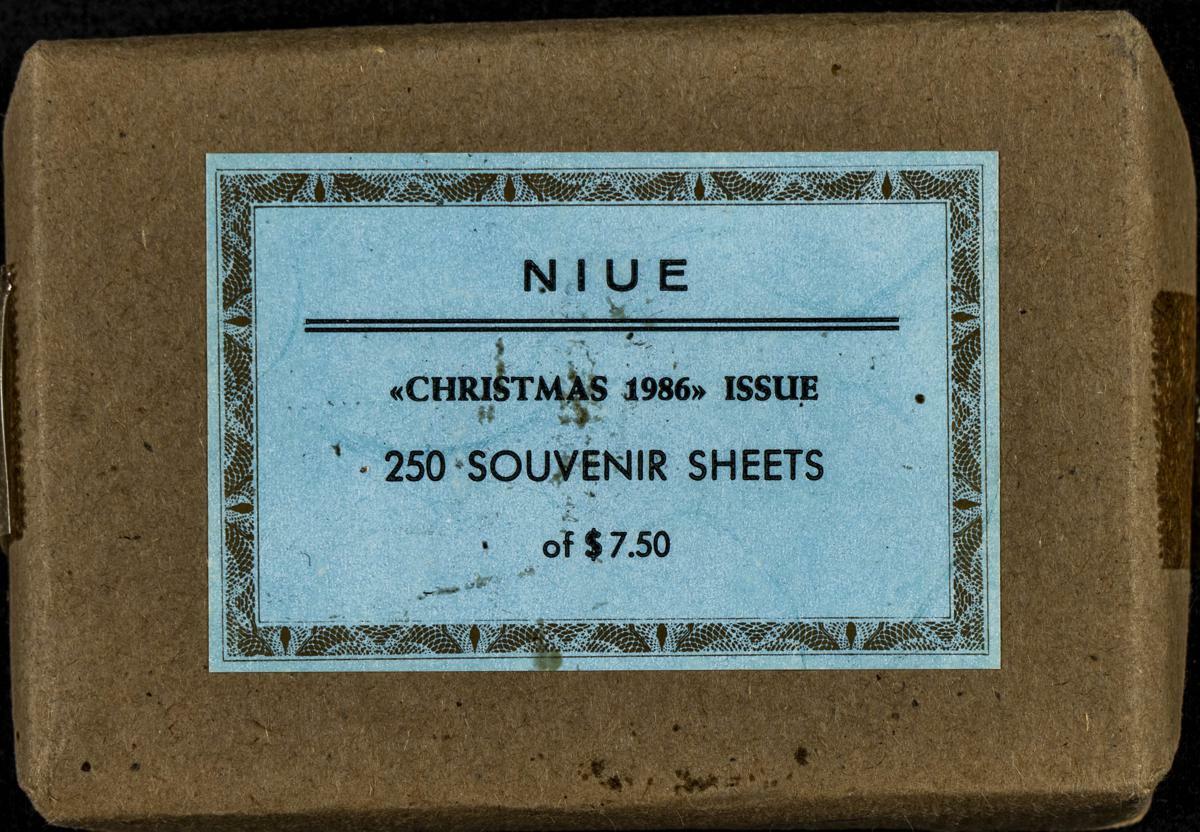 NIUE
«CHRISTMAS 1986» ISSUE
250 SOUVENIR SHEETS
of $7.50